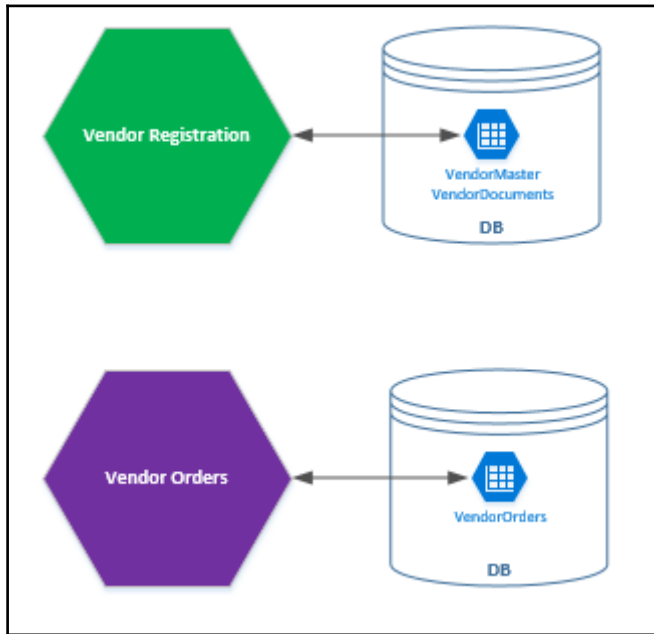 Vendor Registration
VendorMaster
VendorDocuments
DB
Vendor Orders
VendorOrders
DB